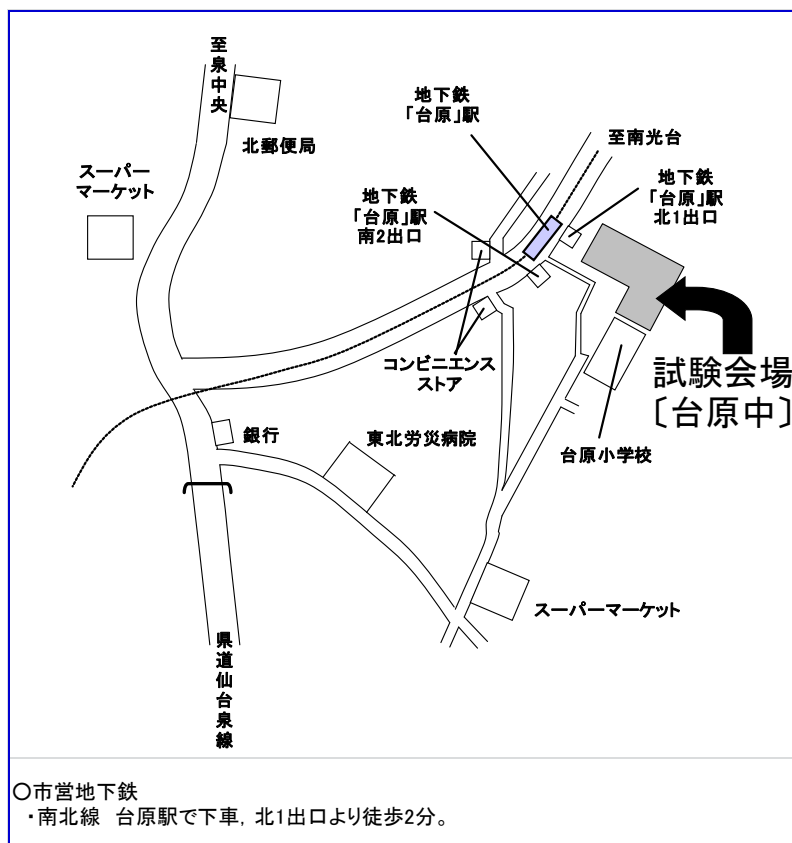 至泉中央
北郵便局
スーパー
マーケット
地下鉄
「台原」駅
至南光台
地下鉄
「台原」駅
南2出口
地下鉄
「台原」駅
北1出口
コンビニエンス
ストア
試験会場
〔台原中〕
銀行
東北労災病院
台原小学校
スーパーマーケット
県道仙台泉線
〇市営地下鉄
・南北線　台原駅で下車，北1出口より徒歩2分。